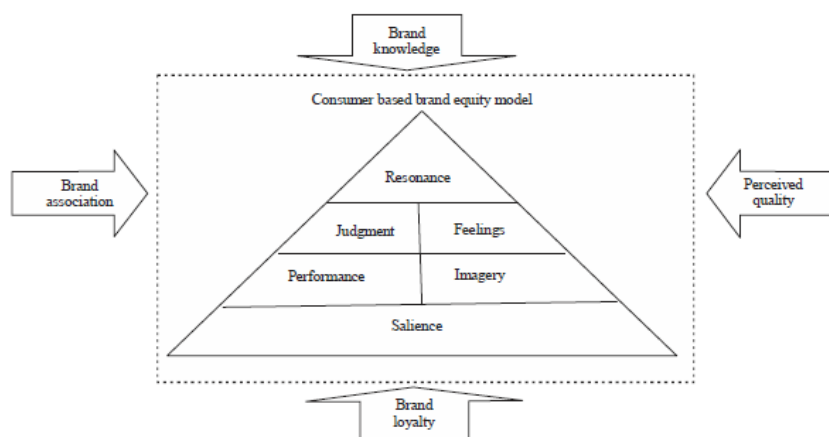 Brand
knowledge
Consumer based brand equity model
Resonance
Brand
association
Perceived
quality
Judgment
Feelings
Performance
Imagery
Salience
Brand
loyalty